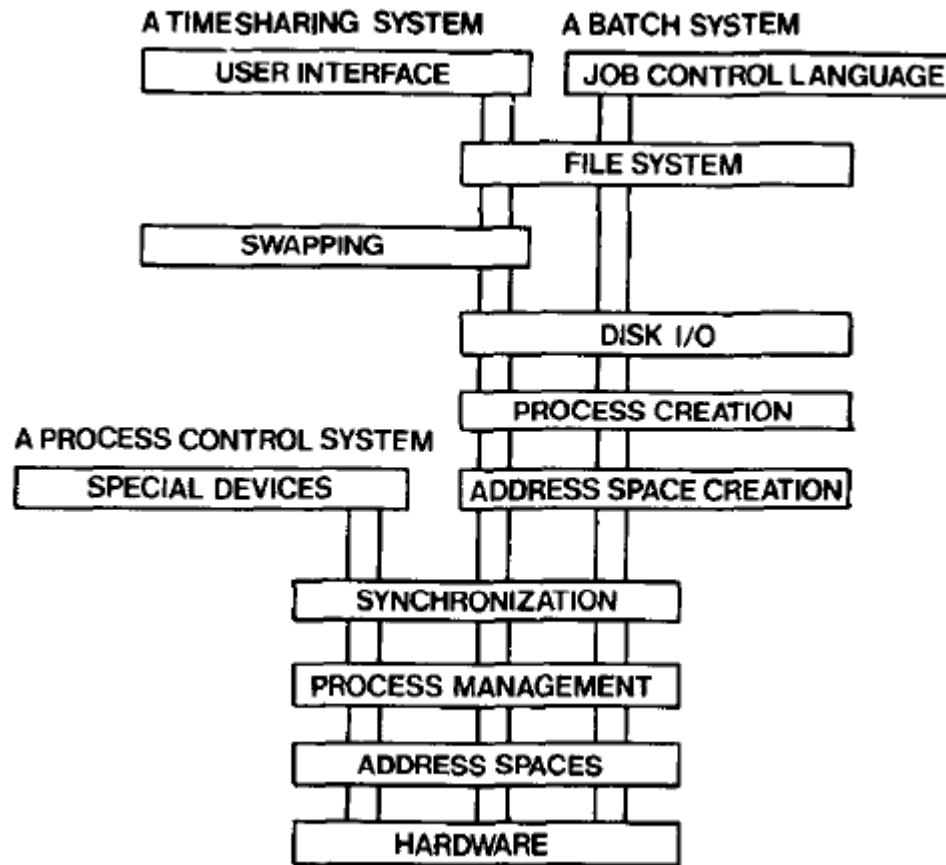 A TIMESHARING SYSTEM
A BATCH SYSTEM
USER INTERFACE
JOB CONTROL LANGUAGE
FILE SYSTEM
SWAPPING
DISK I/O
PROCESS CREATION
A PROCESS CONTROL SYSTEM
SPECIAL DEVICES
ADDRESS SPACE CREATION
SYNCHRONIZATION
PROCESS MANAGEMENT
ADDRESS SPACES
HARDWARE